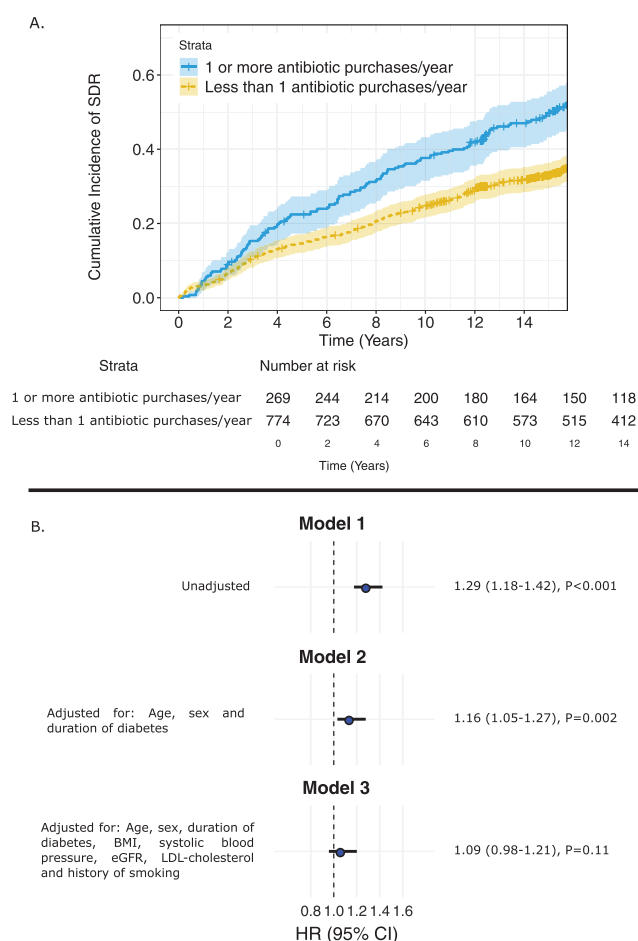 A.
Strata
1 or more antibiotic purchases/year
Less than 1 antibiotic purchases/year
Cumulative Incidence of SDR
0.6
0.4
0.2
0.0
0 2 4 6 8 10 12 14
Time (Years)
Strata Number at risk
1 or more antibiotic purchases/year 269 244 214 200 180 164 150 118
Less than 1 antibiotic purchases/year 774 723 670 643 610 573 515 412
0 2 4 6 8 10 12 14
Time (Years)
B.
Model 1
Unadjusted 1.29 (1.18-1.42), P<0.001
Model 2
Adjusted for: Age, sex and
duration of diabetes
1.16 (1.05-1.27), P=0.002
Model 3
Adjusted for: Age, sex, duration of
diabetes, BMI, systolic blood
pressure, eGFR, LDL-cholesterol
and history of smoking
1.09 (0.98-1.21), P=0.11
0.8 1.0 1.2 1.4 1.6
HR (95% CI)